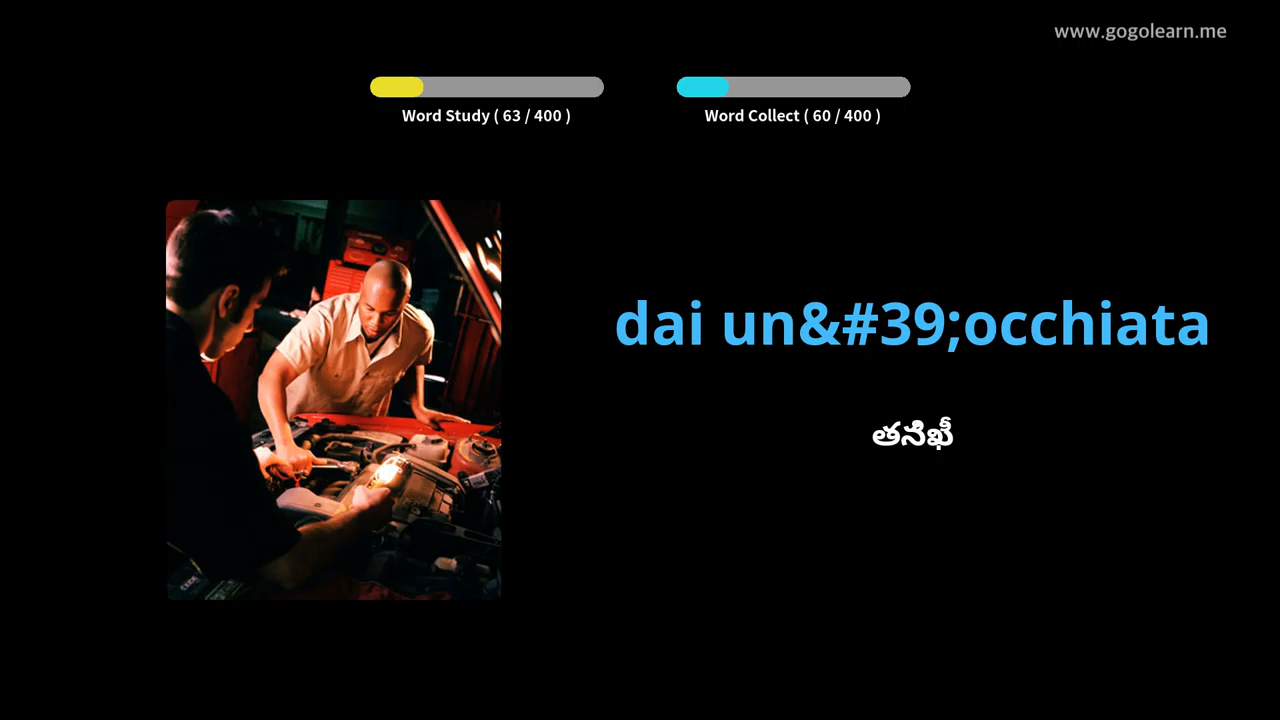 www.gogolearn.me
Word Study ( 63 / 400 )
Word Collect ( 60 / 400 )
dai un&#39;occhiata
తనిఖీ